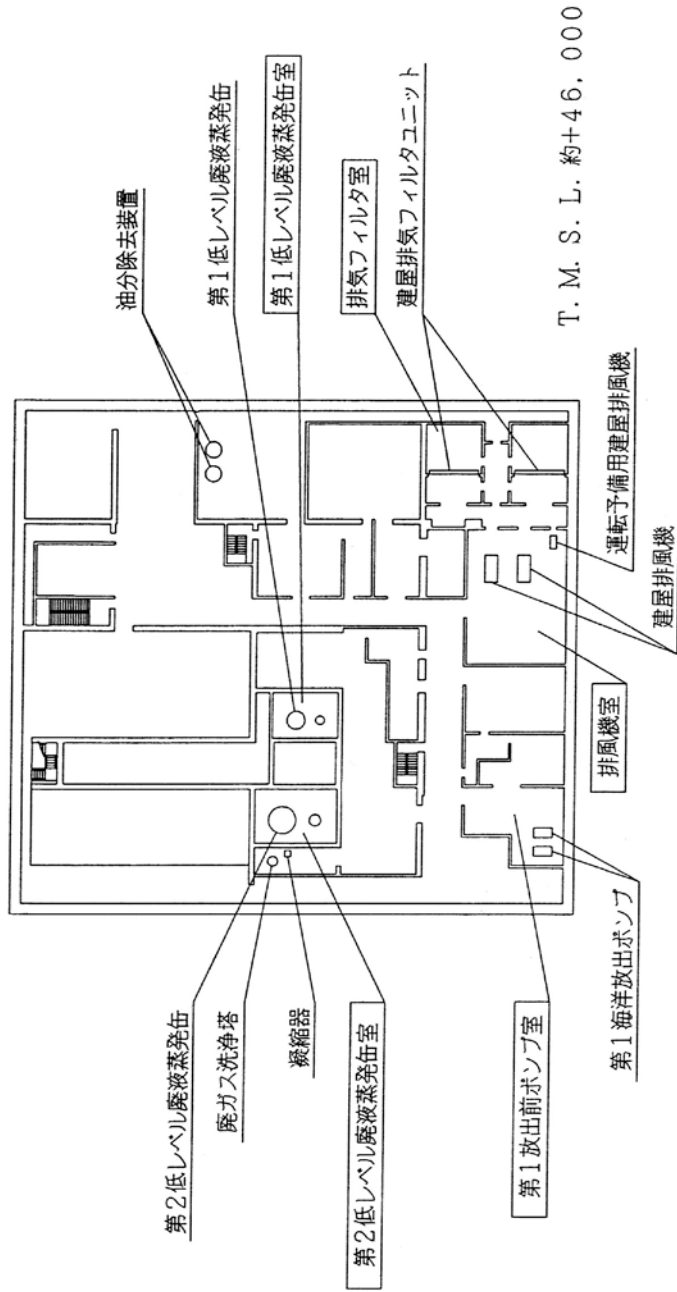 油分除去装置
第1低レベル廃液蒸発缶
第1低レベル廃液蒸発缶室
排気フィルタ室
建屋排気フィルタユニット
T. M. S. L. 約+46, 000
第2低レベル廃液蒸発缶
廃ガス洗浄塔
凝縮器
第2低レベル廃液蒸発缶室
第1放出前ポンプ室
第1海洋放出ポンプ
排風機室
建屋排風機
運転予備用建屋排風機